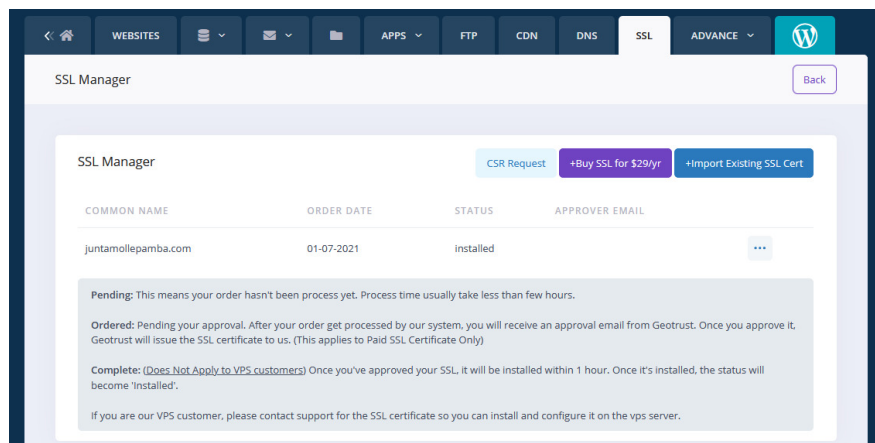 WEBSITES APPS FTP CDN DNS SSL ADVANCE
SSL Manager Back
SSL Manager CSR Request +Buy SSL for $29/yr +Import Existing SSL Cert
COMMON NAME ORDER DATE STATUS APPROVER EMAIL
juntamollepamba.com 01-07-2021 installed
Pending: This means your order hasn't been process yet. Process time usually take less than few hours.
Ordered: Pending your approval. After your order get processed by our system, you will receive an approval email from Geotrust. Once you approve it,
Geotrust will issue the SSL certificate to us. (This applies to Paid SSL Certificate Only)
Complete: (Does Not Apply to VPS customers) Once you've approved your SSL, it will be installed within 1 hour. Once it's installed, the status will
become 'Installed'.
If you are our VPS customer, please contact support for the SSL certificate so you can install and configure it on the vps server.